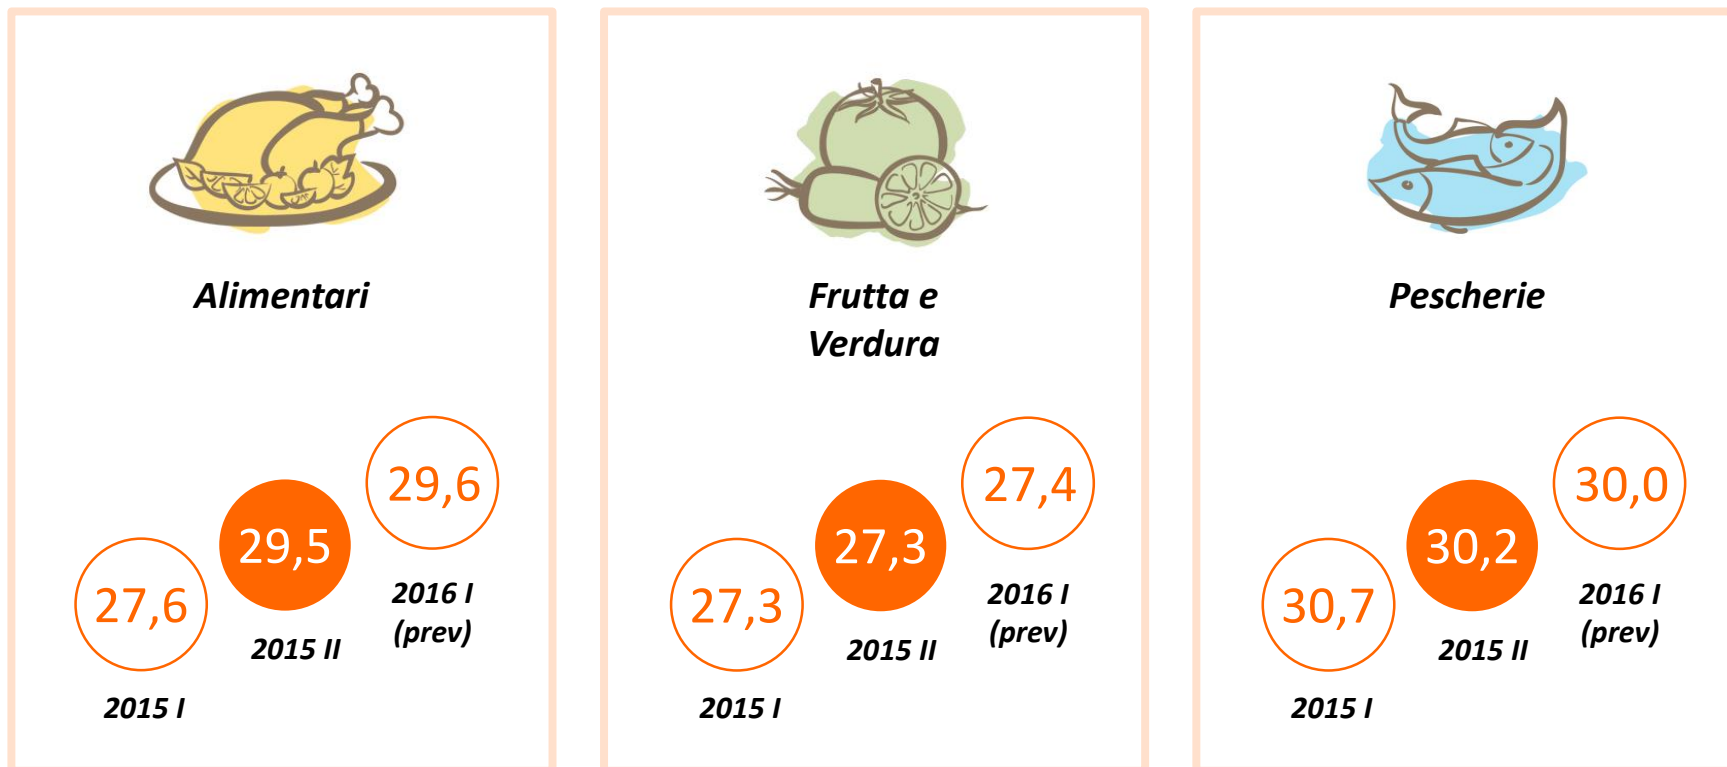 Alimentari
29,6
29,5
27,6
2016 I
(prev)
2015 II
2015 I
Frutta e
Verdura
27,4
27,3
27,3
2016 I
(prev)
2015 II
2015 I
Pescherie
30,0
30,2
30,7
2016 I
(prev)
2015 II
2015 I